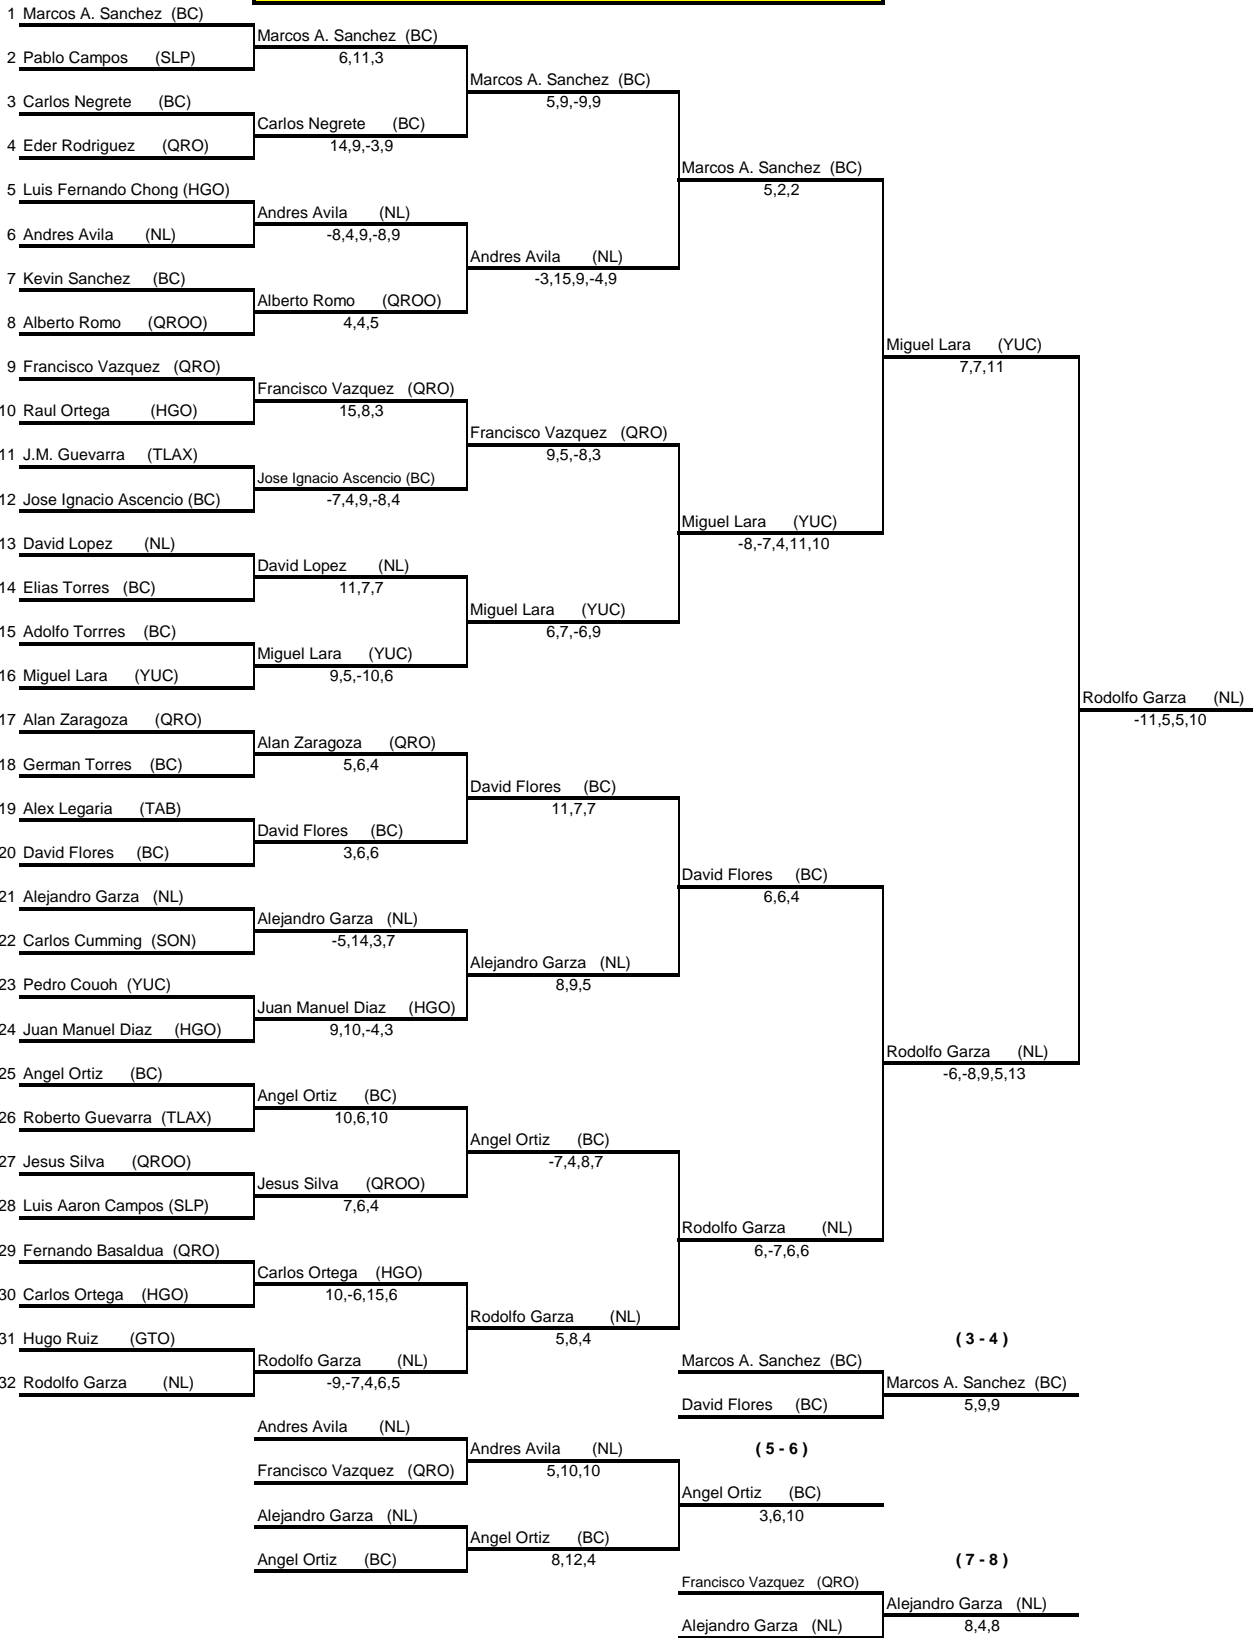 1 Marcos A. Sanchez (BC)
Marcos A. Sanchez (BC)
2 Pablo Campos (SLP)
6,11,3
Marcos A. Sanchez (BC)
3 Carlos Negrete (BC)
5,9,-9,9
Carlos Negrete (BC)
4 Eder Rodriguez (QRO)
14,9,-3,9
Marcos A. Sanchez (BC)
5 Luis Fernando Chong (HGO)
5,2,2
Andres Avila (NL)
6 Andres Avila (NL)
-8,4,9,-8,9
Andres Avila (NL)
7 Kevin Sanchez (BC)
-3,15,9,-4,9
Alberto Romo (QROO)
8 Alberto Romo (QROO)
4,4,5
Miguel Lara (YUC)
9 Francisco Vazquez (QRO)
7,7,11
Francisco Vazquez (QRO)
10 Raul Ortega (HGO)
15,8,3
Francisco Vazquez (QRO)
11 J.M. Guevarra (TLAX)
9,5,-8,3
Jose Ignacio Ascencio (BC)
12 Jose Ignacio Ascencio (BC)
-7,4,9,-8,4
Miguel Lara (YUC)
13 David Lopez (NL)
-8,-7,4,11,10
David Lopez (NL)
14 Elias Torres (BC)
11,7,7
Miguel Lara (YUC)
15 Adolfo Torrres (BC)
6,7,-6,9
Miguel Lara (YUC)
16 Miguel Lara (YUC)
9,5,-10,6
Rodolfo Garza (NL)
17 Alan Zaragoza (QRO)
-11,5,5,10
Alan Zaragoza (QRO)
18 German Torres (BC)
5,6,4
David Flores (BC)
19 Alex Legaria (TAB)
11,7,7
David Flores (BC)
20 David Flores (BC)
3,6,6
David Flores (BC)
21 Alejandro Garza (NL)
6,6,4
Alejandro Garza (NL)
22 Carlos Cumming (SON)
-5,14,3,7
Alejandro Garza (NL)
23 Pedro Couoh (YUC)
8,9,5
Juan Manuel Diaz (HGO)
24 Juan Manuel Diaz (HGO)
9,10,-4,3
Rodolfo Garza (NL)
25 Angel Ortiz (BC)
-6,-8,9,5,13
Angel Ortiz (BC)
26 Roberto Guevarra (TLAX)
10,6,10
Angel Ortiz (BC)
27 Jesus Silva (QROO)
-7,4,8,7
Jesus Silva (QROO)
28 Luis Aaron Campos (SLP)
7,6,4
Rodolfo Garza (NL)
29 Fernando Basaldua (QRO)
6,-7,6,6
Carlos Ortega (HGO)
30 Carlos Ortega (HGO)
10,-6,15,6
Rodolfo Garza (NL)
31 Hugo Ruiz (GTO)
5,8,4
( 3 - 4 )
Rodolfo Garza (NL)
Marcos A. Sanchez (BC)
32 Rodolfo Garza (NL)
-9,-7,4,6,5
Marcos A. Sanchez (BC)
David Flores (BC)
5,9,9
Andres Avila (NL)
Andres Avila (NL)
( 5 - 6 )
Francisco Vazquez (QRO)
5,10,10
Angel Ortiz (BC)
Alejandro Garza (NL)
3,6,10
Angel Ortiz (BC)
Angel Ortiz (BC)
8,12,4
( 7 - 8 )
Francisco Vazquez (QRO)
Alejandro Garza (NL)
Alejandro Garza (NL)
8,4,8